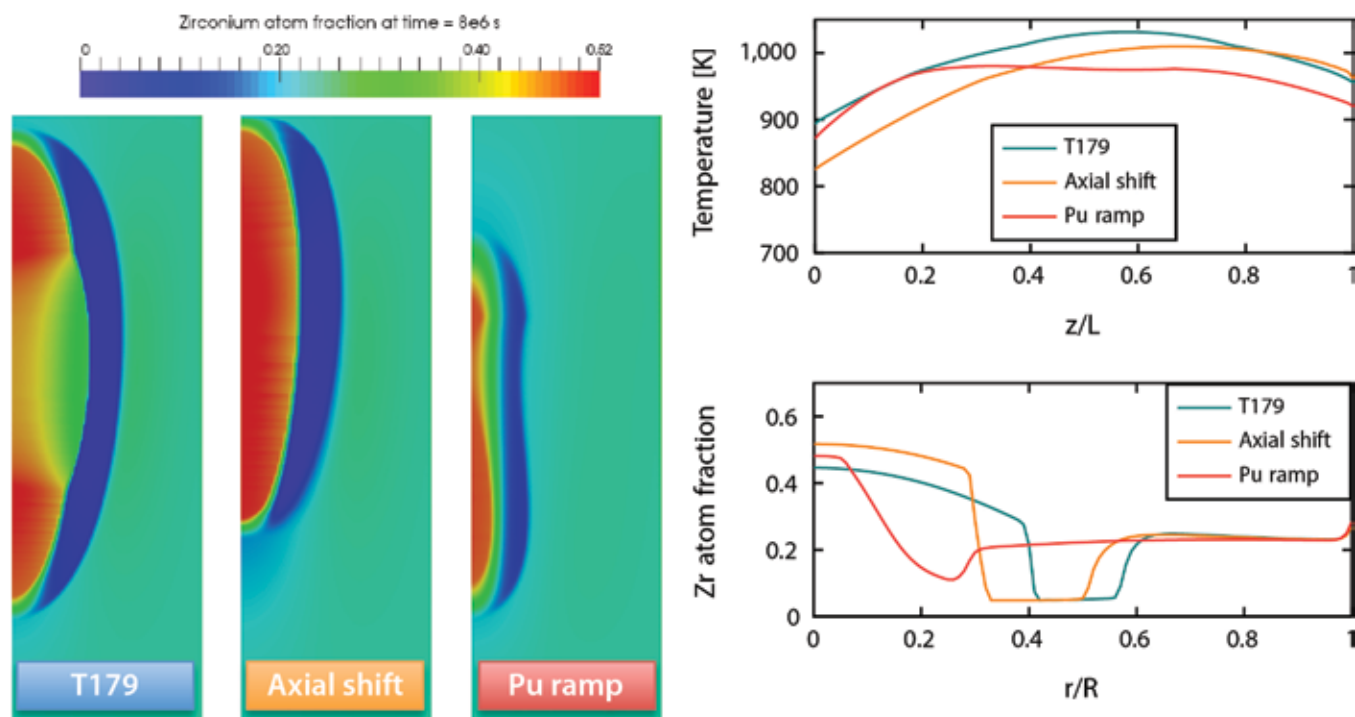 Zirconium atom fraction at time = 8e6 s
0 0.20 0.40 0.52
T179
Axial shift
Pu ramp
Temperature [K]
1,000
900
800
700
T179
Axial shift
Pu ramp
0 0.2 0.4 0.6 0.8 1
z/L
Zr atom fraction
0.6
0.4
0.2
0
T179
Axial shift
Pu ramp
0 0.2 0.4 0.6 0.8 1
r/R